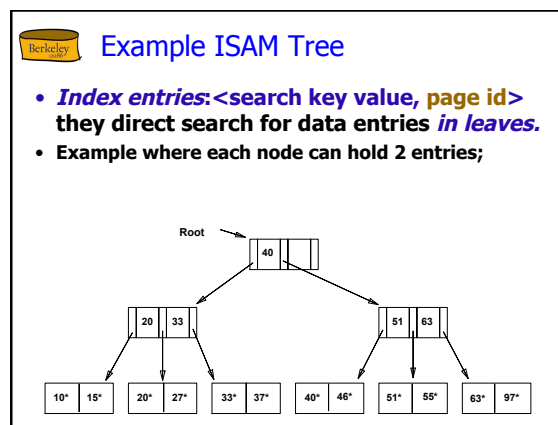 Berkeley
cs186
Example ISAM Tree
• Index entries:<search key value, page id>
they direct search for data entries in leaves.
• Example where each node can hold 2 entries;
Root
40
20 33
51 63
10* 15* 20* 27* 33* 37* 40* 46* 51* 55* 63* 97*